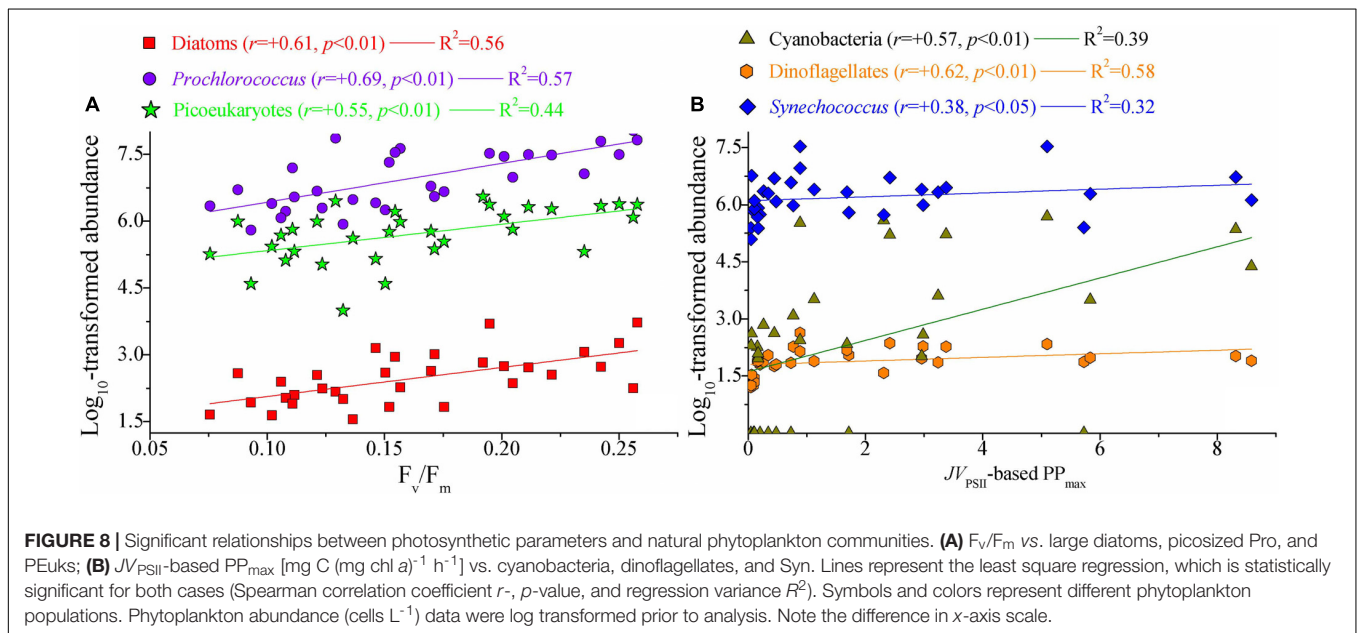 Diatoms (r=+0.61, p<0.01) —— R²=0.56
Prochlorococcus (r=+0.69, p<0.01) —— R²=0.57
Picoeukaryotes (r=+0.55, p<0.01) —— R²=0.44
A
Log₁₀-transformed abundance
7.5
6.0
4.5
3.0
1.5
0.05 0.10 0.15 0.20 0.25
Fᵥ/Fₘ
Cyanobacteria (r=+0.57, p<0.01) —— R²=0.39
Dinoflagellates (r=+0.62, p<0.01) —— R²=0.58
Synechococcus (r=+0.38, p<0.05) —— R²=0.32
B
Log₁₀-transformed abundance
7.5
6.0
4.5
3.0
1.5
0 2 4 6 8
JV_PSII-based PP_max
FIGURE 8 | Significant relationships between photosynthetic parameters and natural phytoplankton communities. (A) Fᵥ/Fₘ vs. large diatoms, picosized Pro, and
PEuks; (B) JV_PSII-based PP_max [mg C (mg chl a)⁻¹ h⁻¹] vs. cyanobacteria, dinoflagellates, and Syn. Lines represent the least square regression, which is statistically
significant for both cases (Spearman correlation coefficient r-, p-value, and regression variance R²). Symbols and colors represent different phytoplankton
populations. Phytoplankton abundance (cells L⁻¹) data were log transformed prior to analysis. Note the difference in x-axis scale.